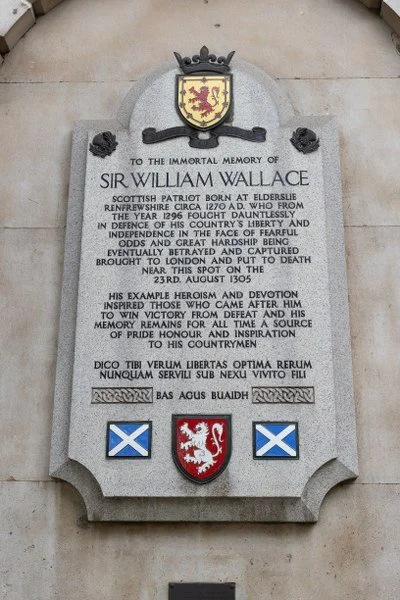 TO THE IMMORTAL MEMORY OF
SIR WILLIAM WALLACE
SCOTTISH PATRIOT BORN AT ELDERSLIE
RENFREWSHIRE CIRCA 1270 A.D. WHO FROM
THE YEAR 1296 FOUGHT DAUNTLESSLY
IN DEFENCE OF HIS COUNTRY'S LIBERTY AND
INDEPENDENCE IN THE FACE OF FEARFUL
ODDS AND GREAT HARDSHIP BEING
EVENTUALLY BETRAYED AND CAPTURED
BROUGHT TO LONDON AND PUT TO DEATH
NEAR THIS SPOT ON THE
23RD. AUGUST 1305
HIS EXAMPLE HEROISM AND DEVOTION
INSPIRED THOSE WHO CAME AFTER HIM
TO WIN VICTORY FROM DEFEAT AND HIS
MEMORY REMAINS FOR ALL TIME A SOURCE
OF PRIDE HONOUR AND INSPIRATION
TO HIS COUNTRYMEN
DICO TIBI VERUM LIBERTAS OPTIMA RERUM
NUNQUAM SERVILI SUB NEXU VIVITO FILI
BAS AGUS BUAIDH